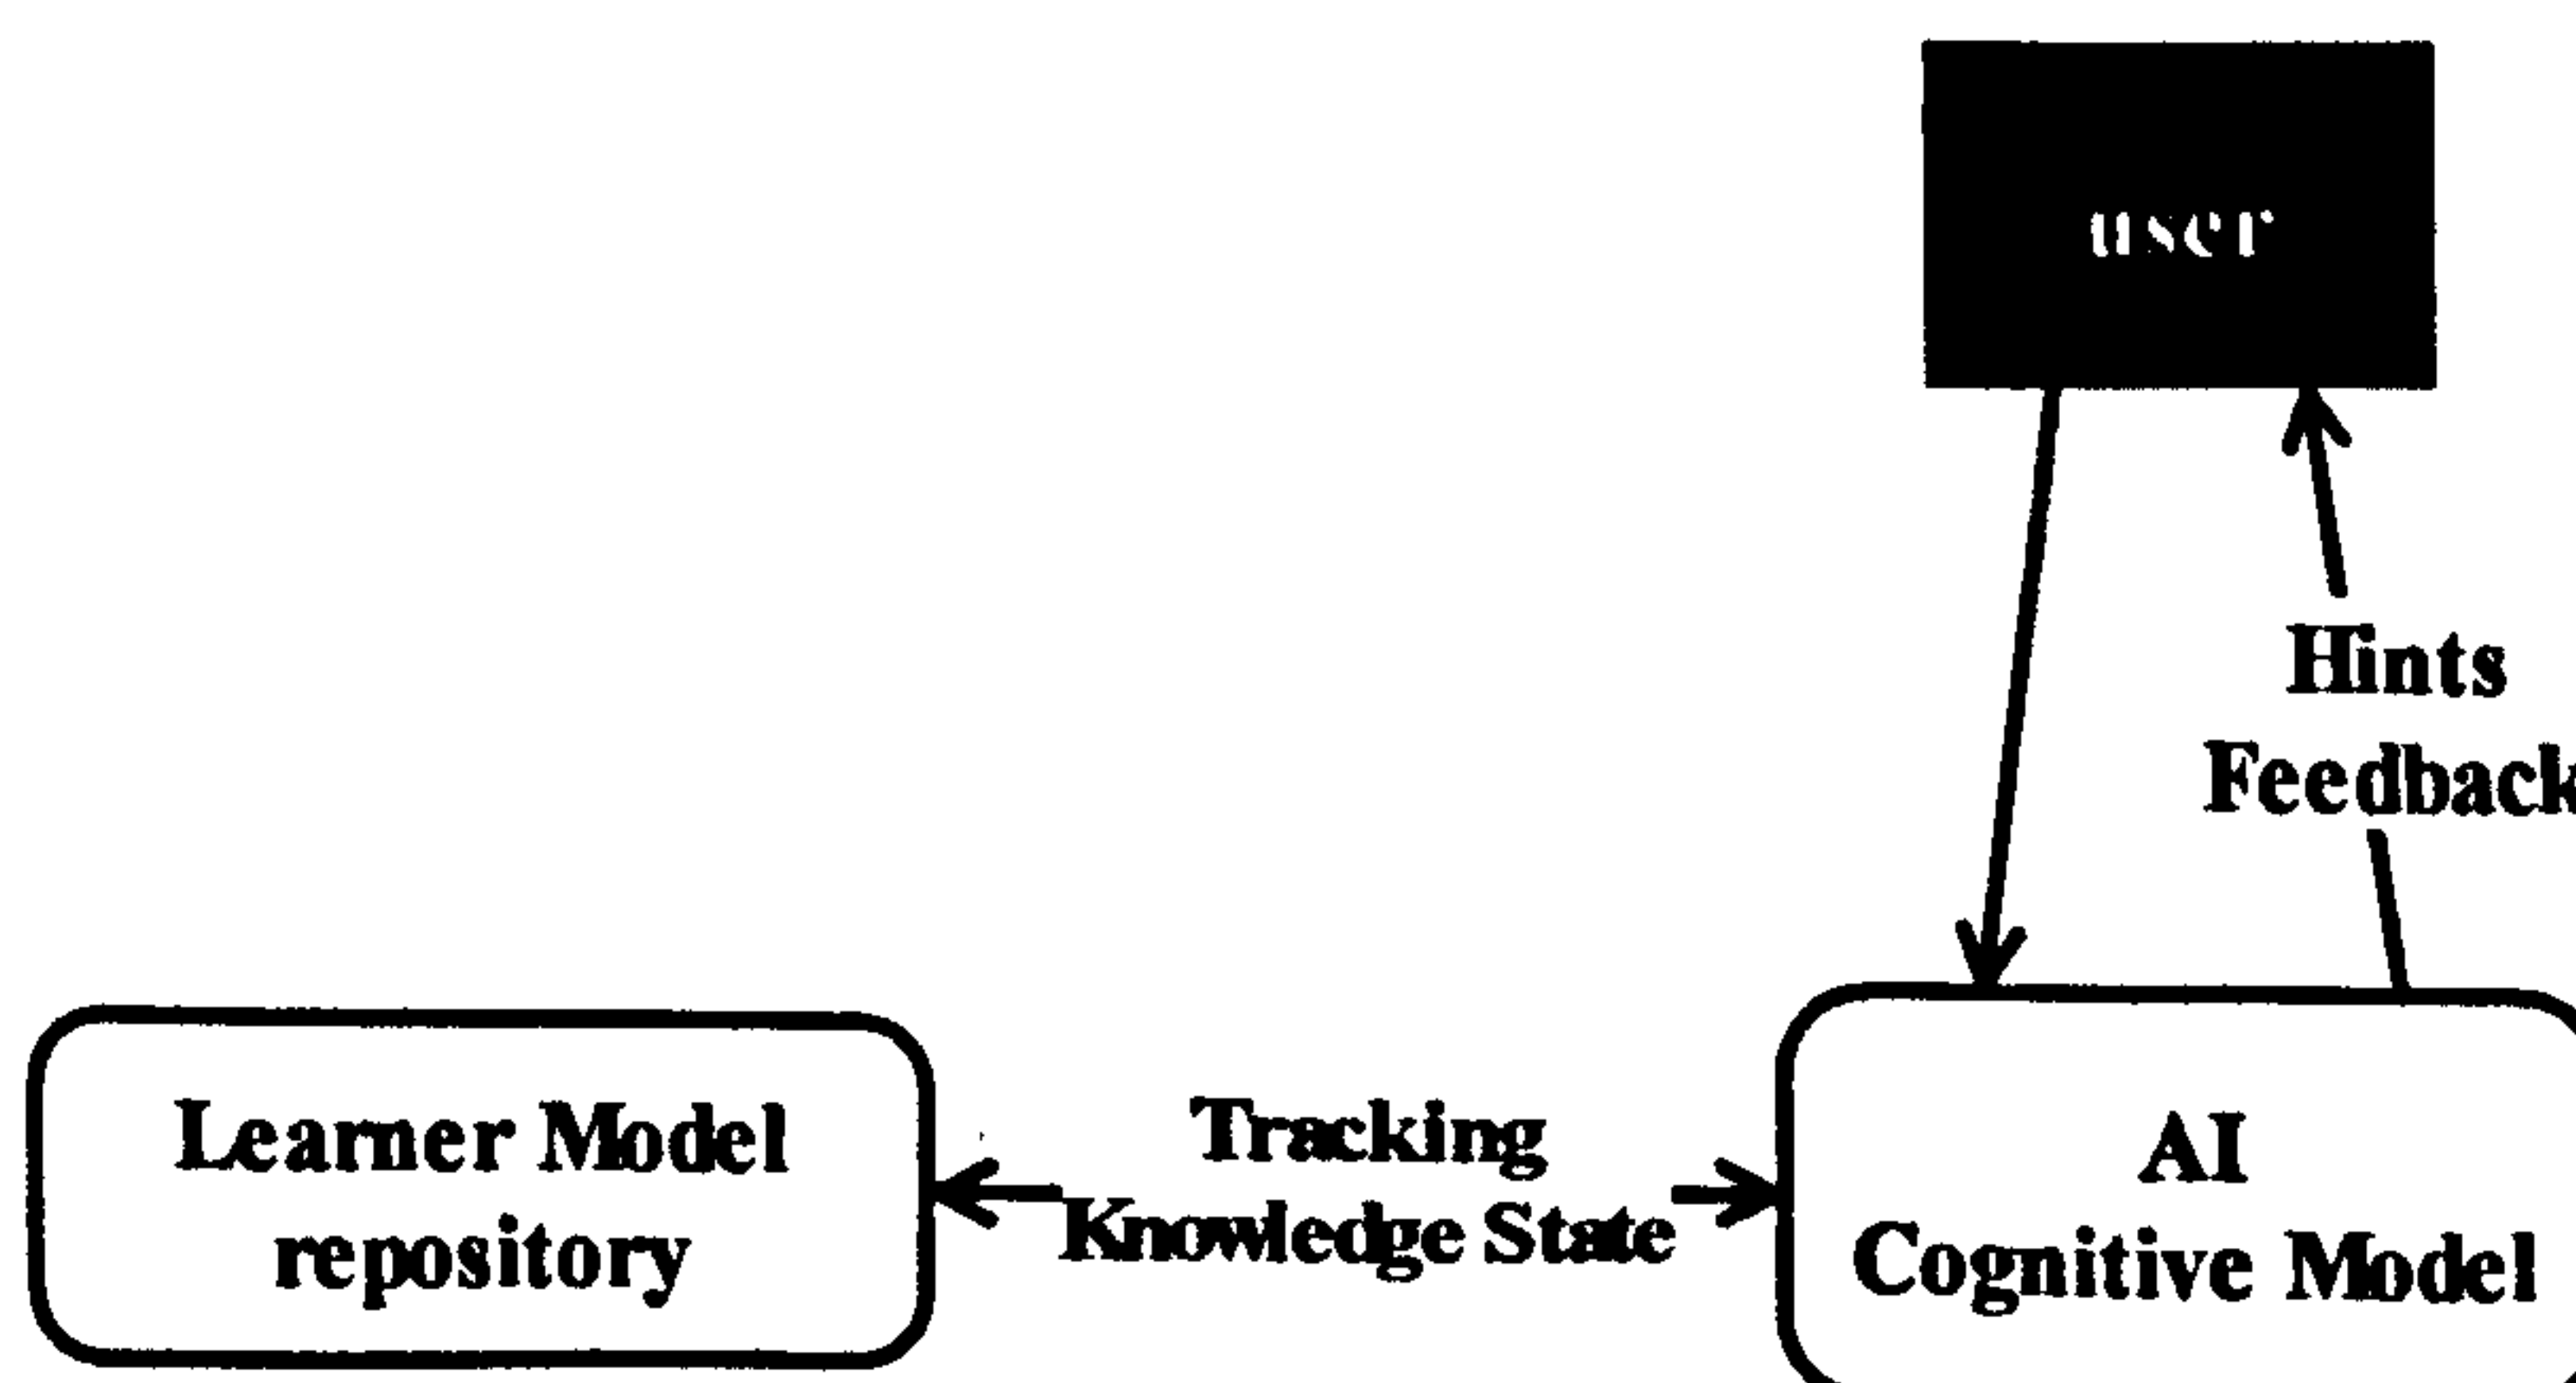 user
Hints
Feedback
Tracking
Knowledge State
Learner Model
repository
AI
Cognitive Model